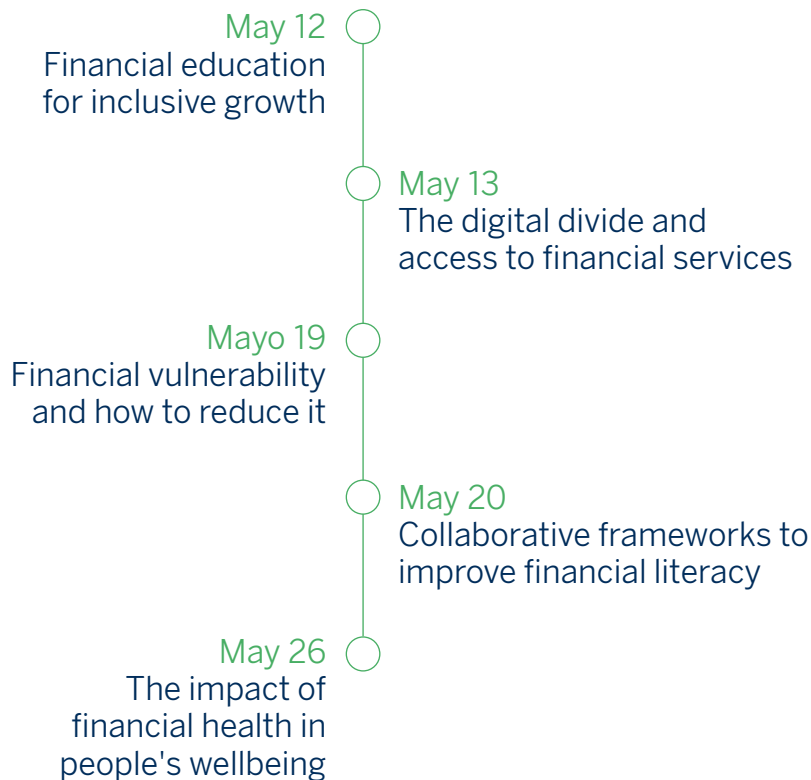 May 12
Financial education
for inclusive growth
May 13
The digital divide and
access to financial services
Mayo 19
Financial vulnerability
and how to reduce it
May 20
Collaborative frameworks to
improve financial literacy
May 26
The impact of
financial health in
people's wellbeing